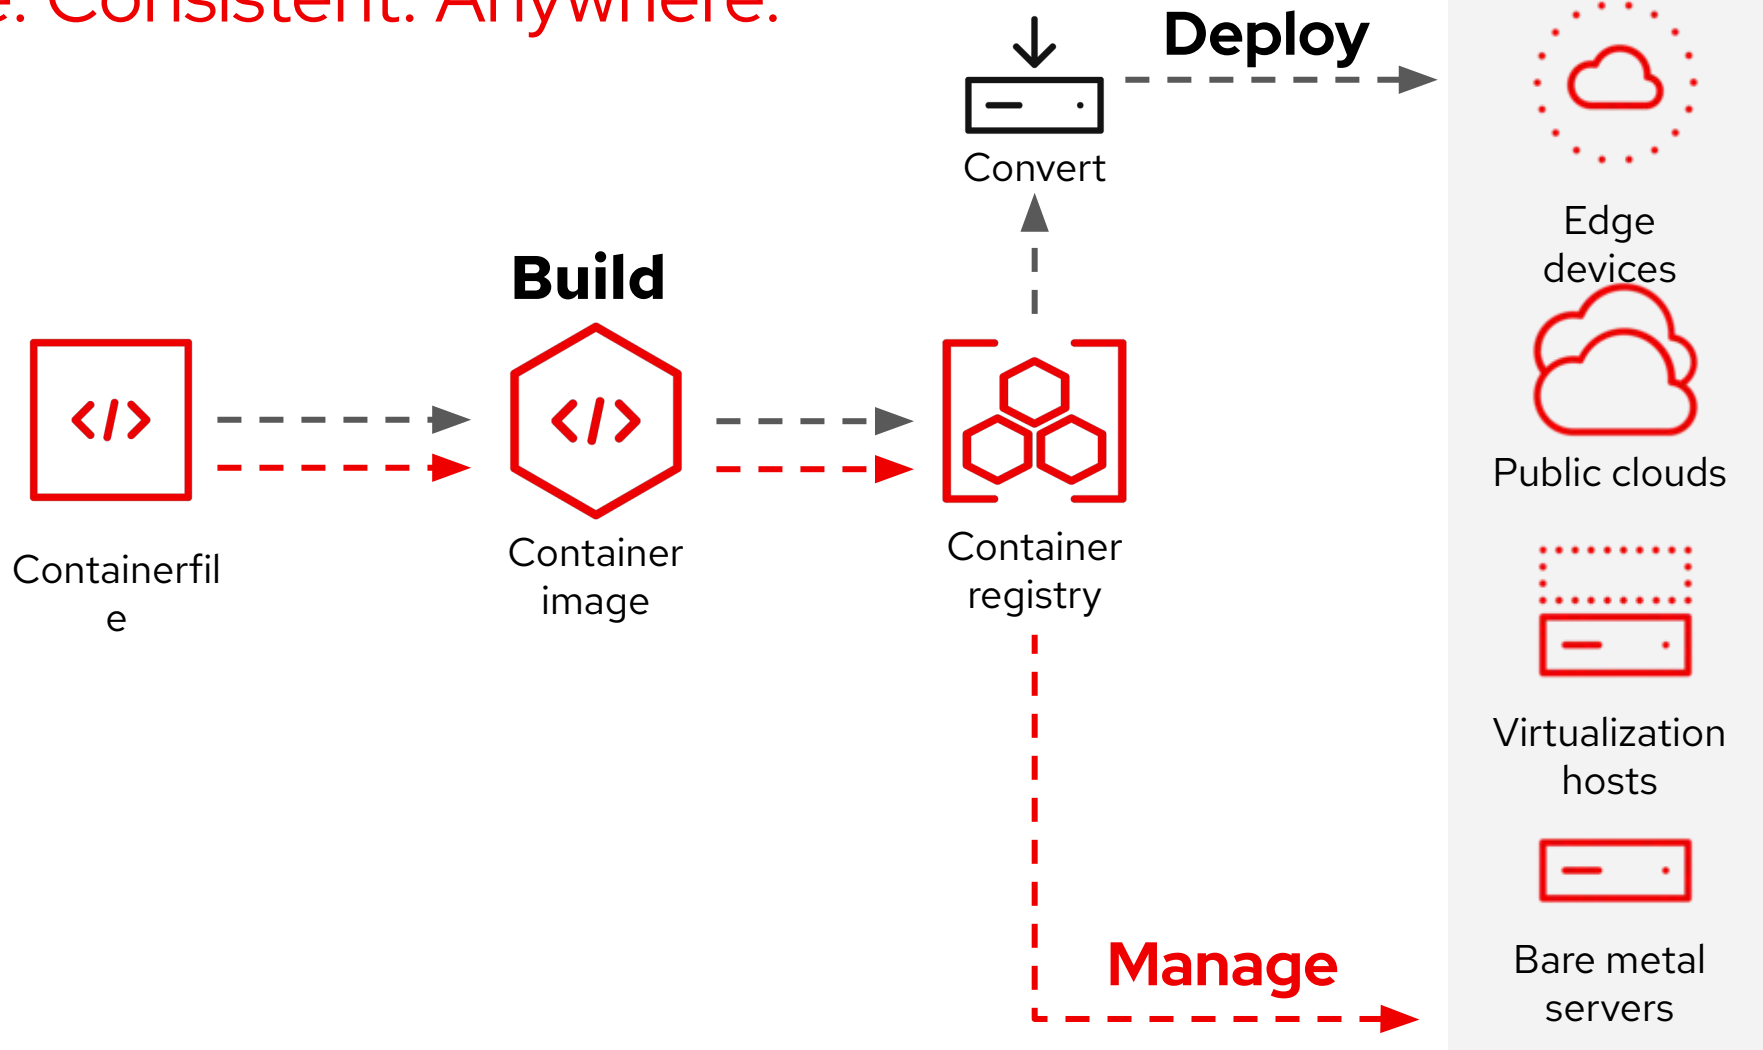 Consistent. Anywhere.
Deploy
Convert
Edge
devices
Build
Public clouds
Containerfil
e
Container
image
Container
registry
Virtualization
hosts
Manage
Bare metal
servers